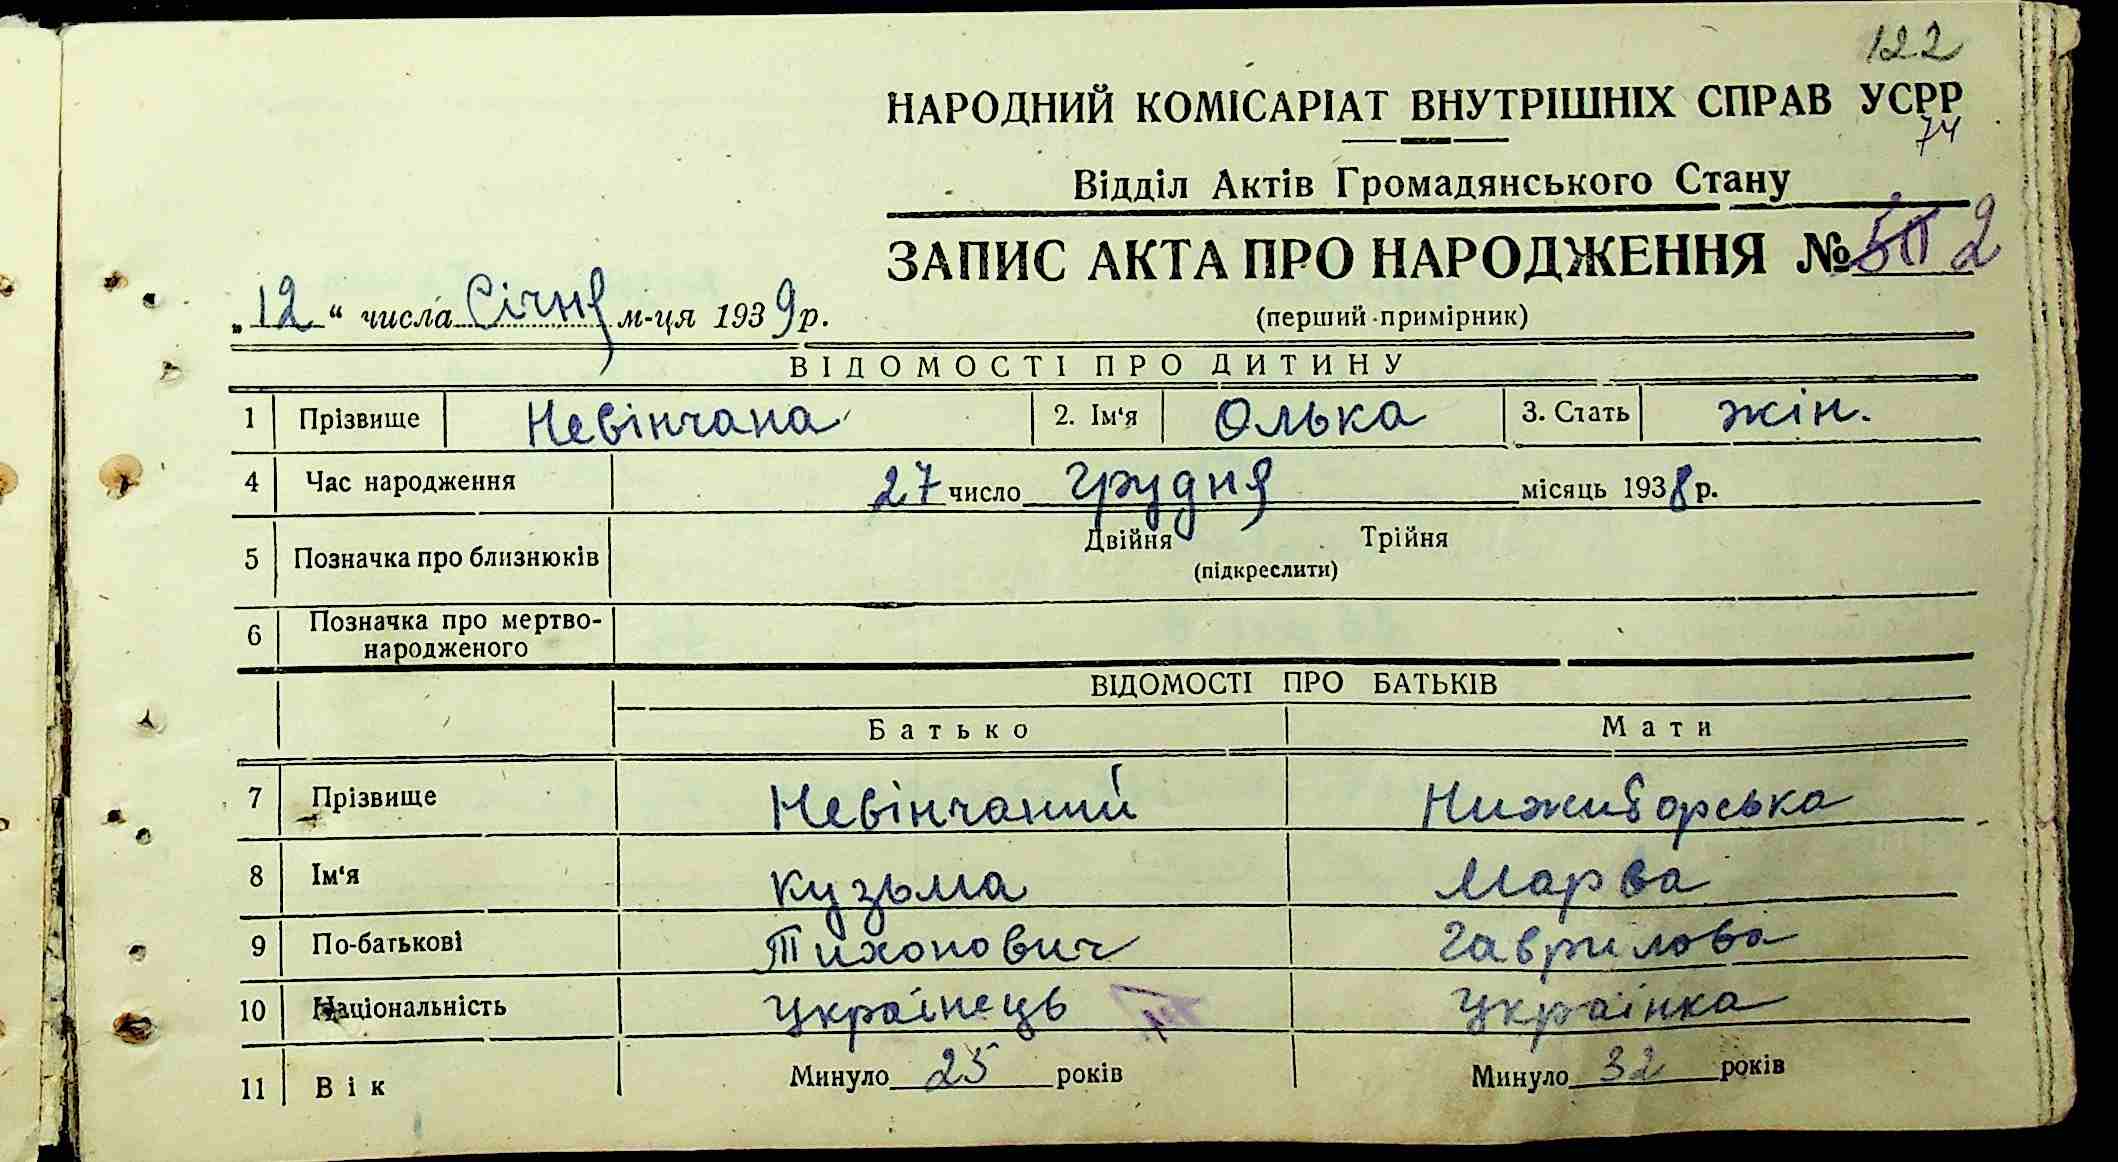 122
НАРОДНИЙ КОМІСАРІАТ ВНУТРІШНІХ СПРАВ УСРР
74
Відділ Актів Громадянського Стану
ЗАПИС АКТА ПРО НАРОДЖЕННЯ № 2
„12“ числа Січня м-ця 1939 р.
(перший примірник)
ВІДОМОСТІ ПРО ДИТИНУ
1 Прізвище Невінчана 2. Ім‘я Олька 3. Стать жін.
4 Час народження 27 число грудня місяць 1938 р.
5 Позначка про близнюків Двійня Трійня
(підкреслити)
6 Позначка про мертво-
народженого
ВІДОМОСТІ ПРО БАТЬКІВ
Батько Мати
7 Прізвище Невінчаний Нижиборська
8 Ім‘я Кузьма Марва
9 По-батькові Тихонович Гаврилова
10 Національність Українець Українка
11 Вік Минуло 25 років Минуло 32 років